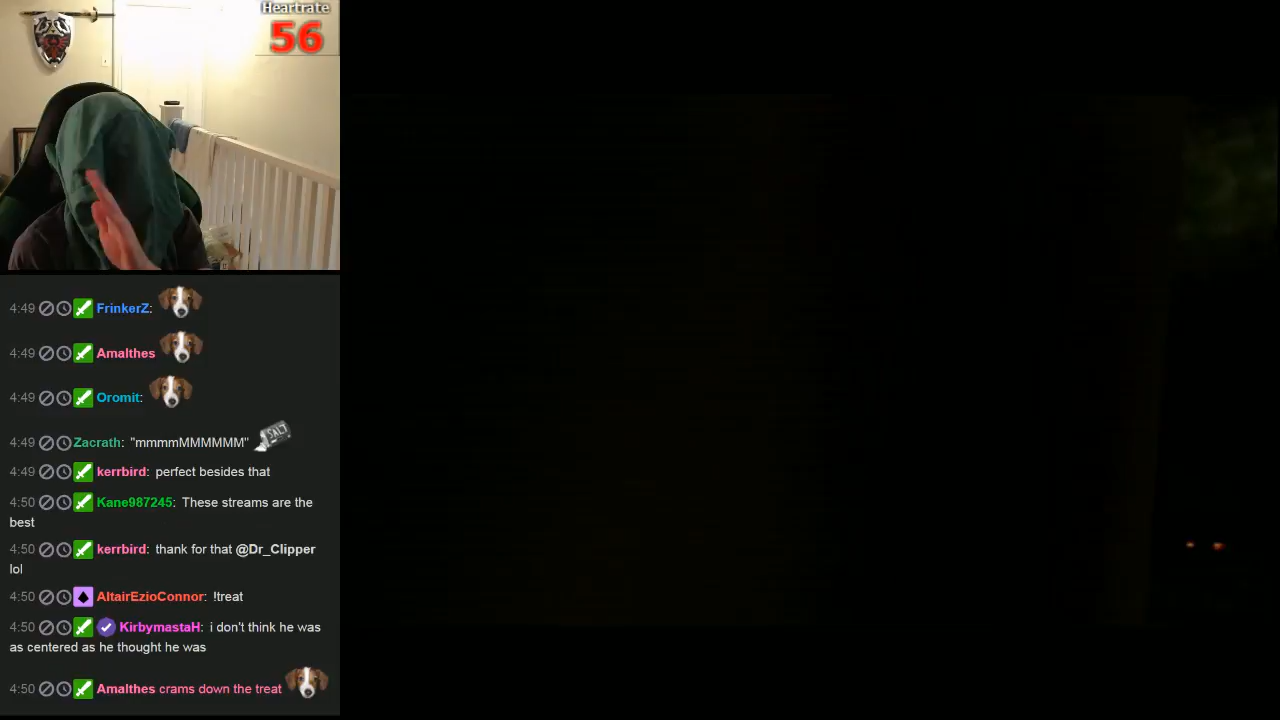 Heartrate
56
4:49 FrinkerZ:
4:49 Amalthes
4:49 Oromit:
4:49 Zacrath: "mmmmMMMMMM" SALT
4:49 kerrbird: perfect besides that
4:50 Kane987245: These streams are the
best
4:50 kerrbird: thank for that @Dr_Clipper
lol
4:50 AltairEzioConnor: !treat
4:50 KirbymastaH: i don't think he was
as centered as he thought he was
4:50 Amalthes crams down the treat